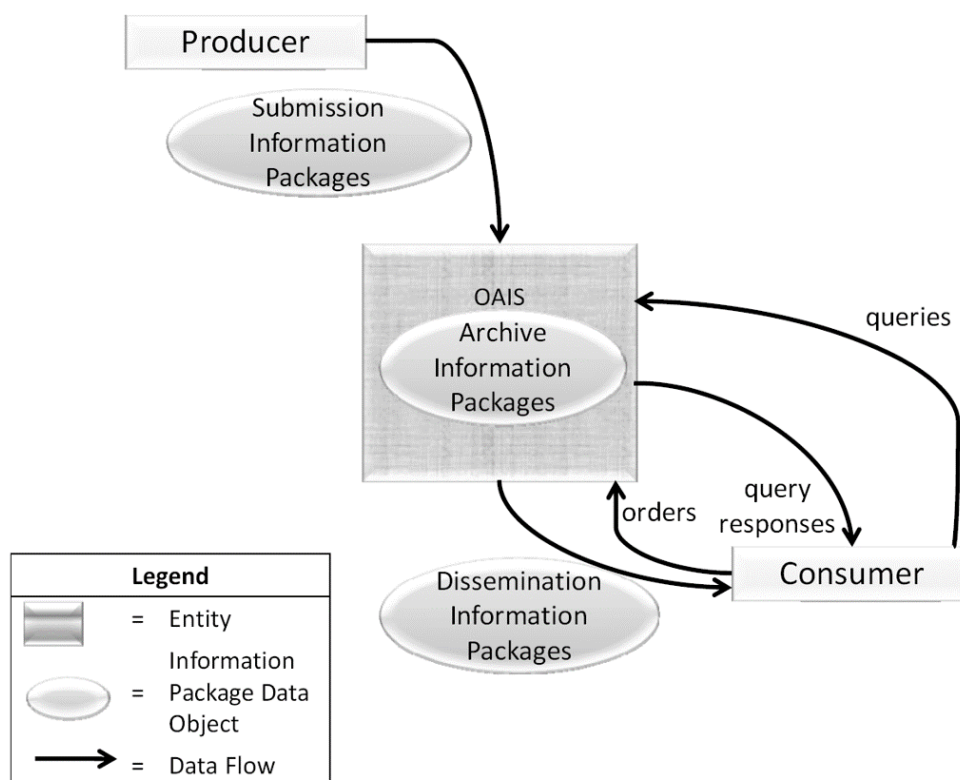 Producer
Submission
Information
Packages
OAIS
Archive
Information
Packages
queries
query
responses
orders
Consumer
Dissemination
Information
Packages
Legend
= Entity
Information
= Package Data
Object
= Data Flow